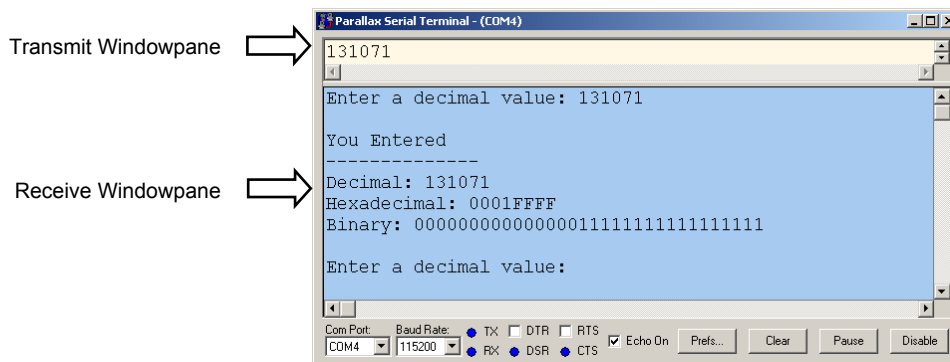 Parallax Serial Terminal - (COM4)
Transmit Windowpane
131071
Enter a decimal value: 131071
You Entered
--------------
Receive Windowpane
Decimal: 131071
Hexadecimal: 0001FFFF
Binary: 00000000000000011111111111111111
Enter a decimal value:
Com Port: Baud Rate: TX DTR RTS
COM4 115200 RX DSR CTS Echo On Prefs... Clear Pause Disable